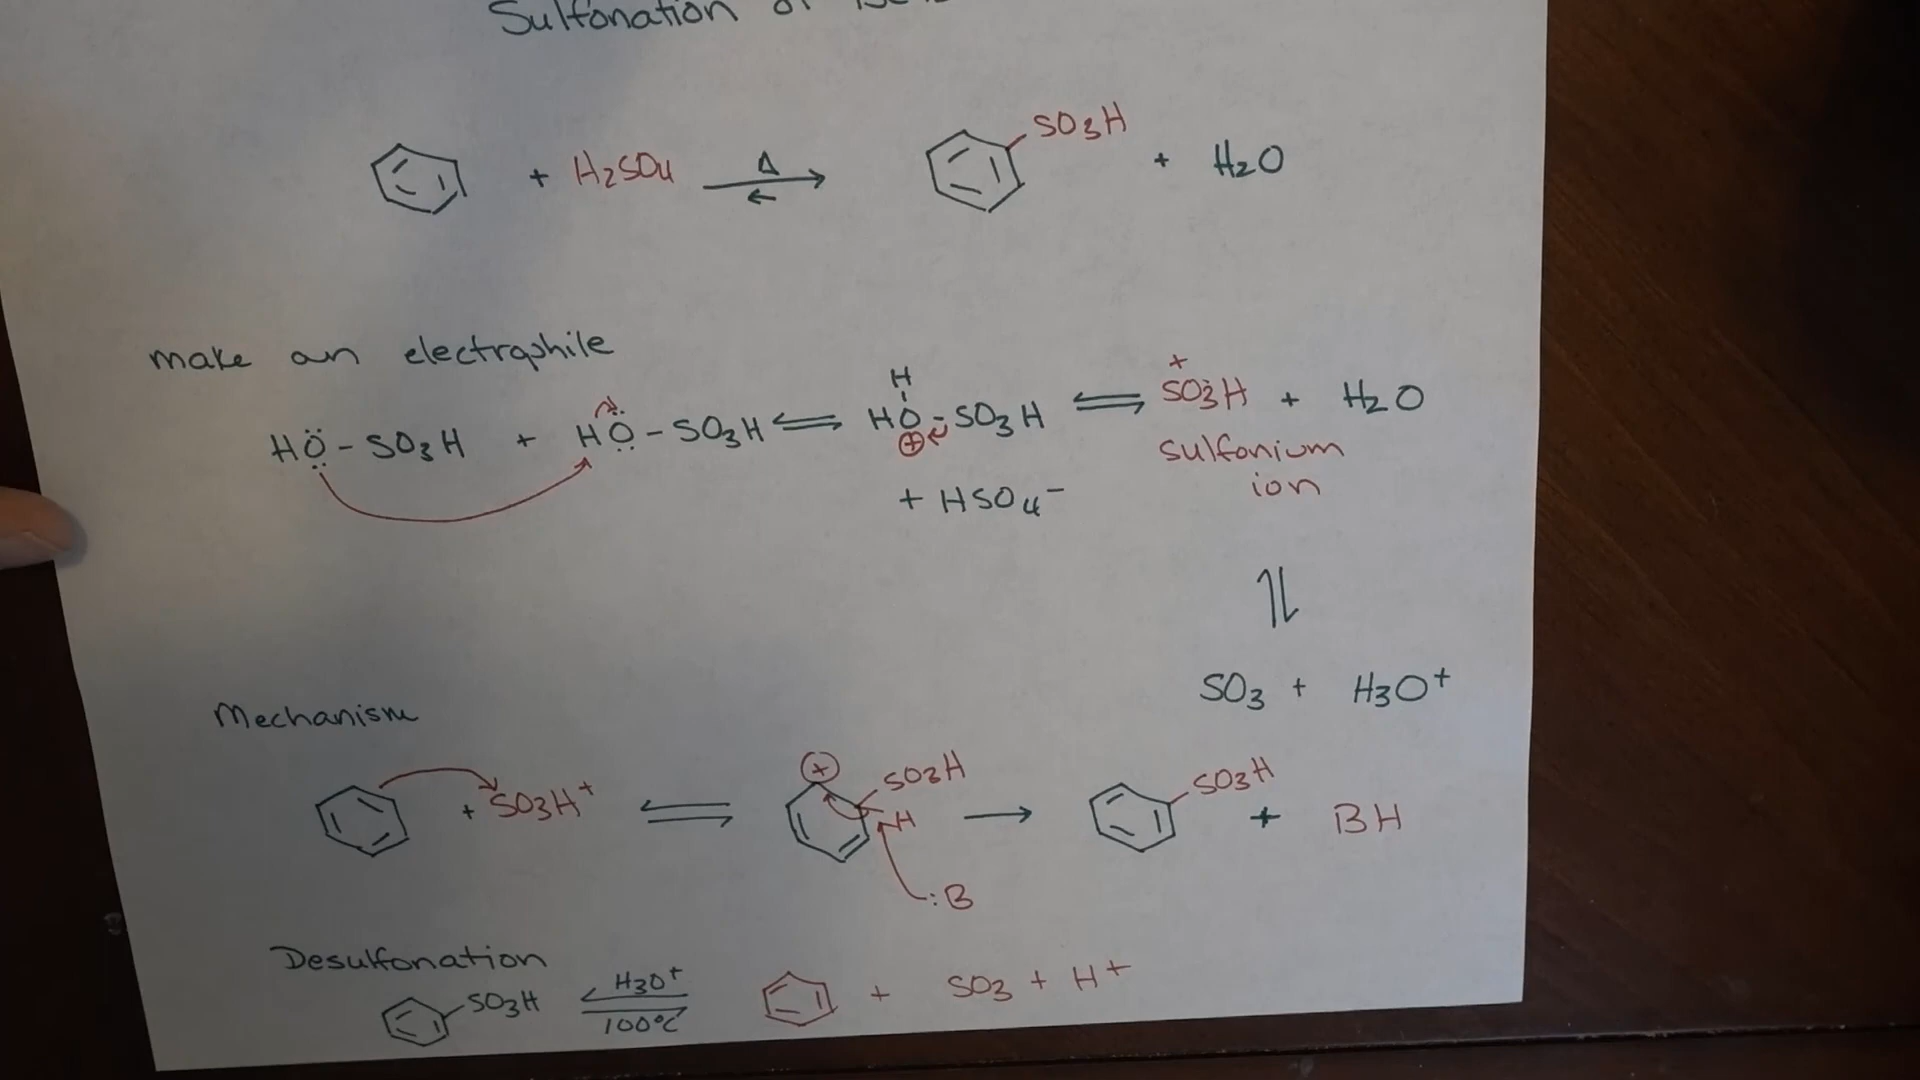 Sulfonation of
+ H2SO4 Δ ⇌ SO3H + H2O
make an electrophile
HÖ-SO3H + HÖ-SO3H ⇌ H HO-SO3H ⊕ ⇌ +SO3H + H2O
+ HSO4-
sulfonium
ion
⇌
SO3 + H3O+
Mechanism
+ SO3H+ ⇌ ⊕ SO3H H → SO3H + BH
:B
Desulfonation
SO3H H3O+ 100°C + SO3 + H+